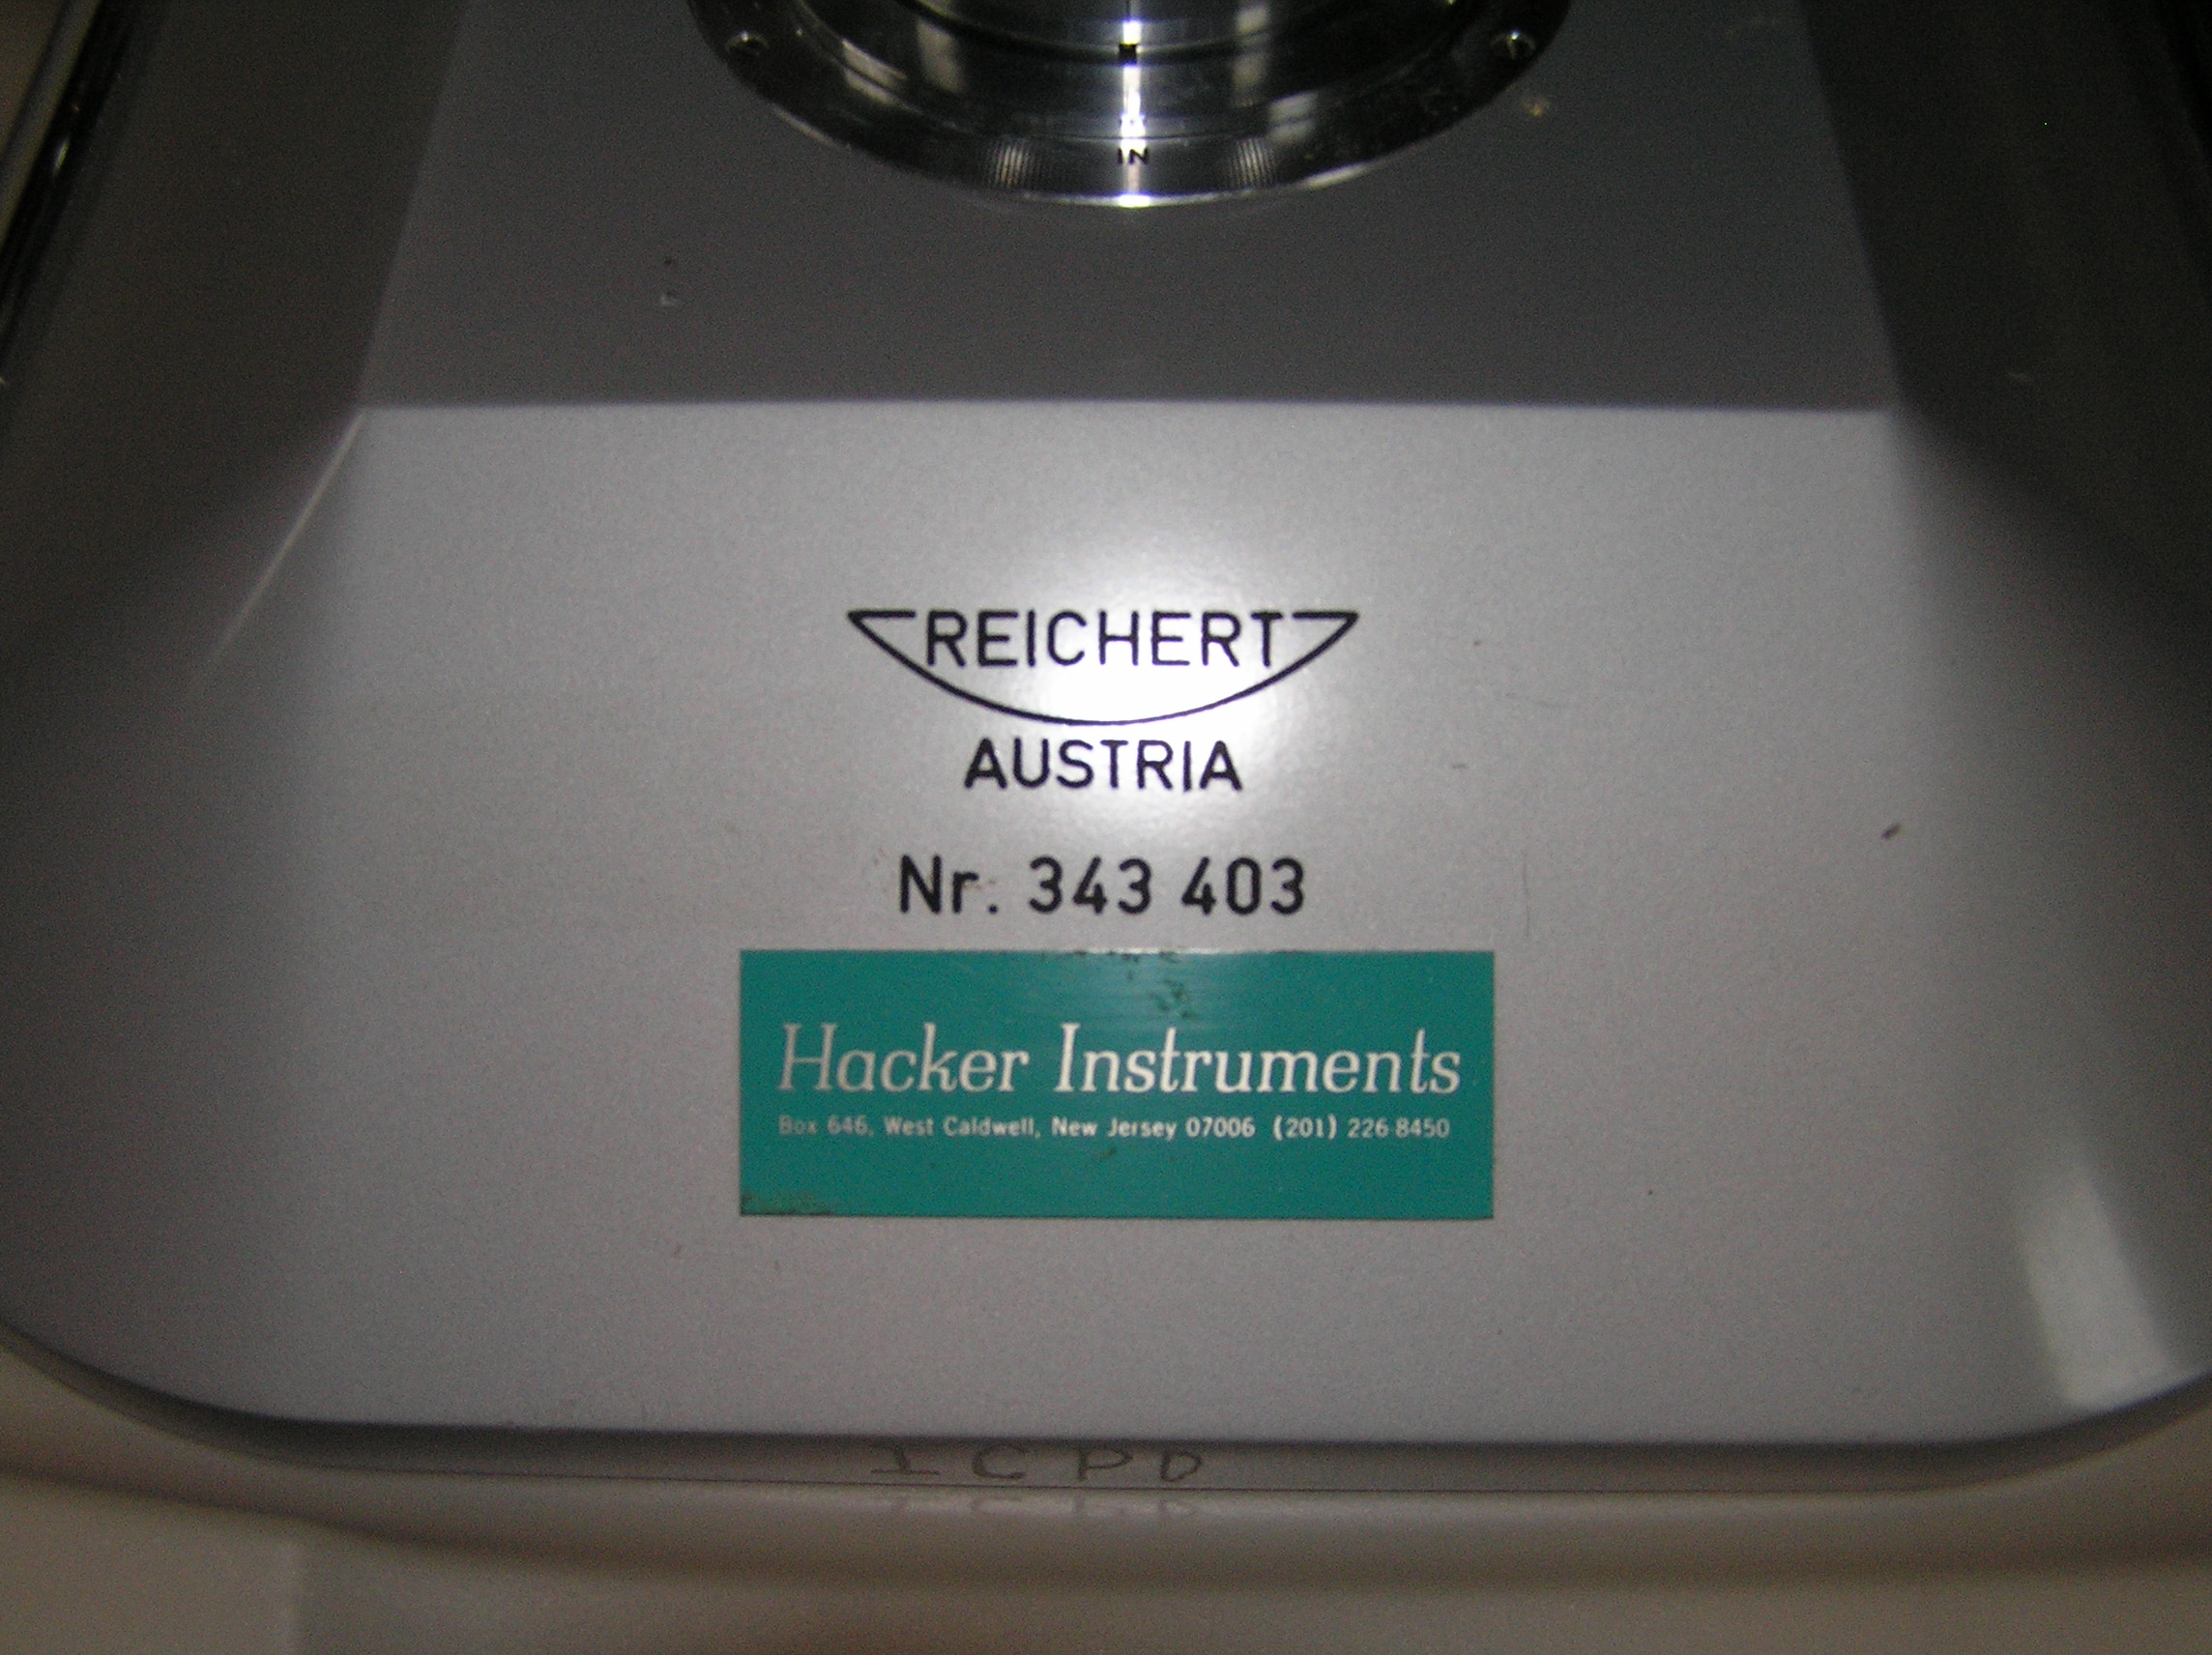 IN
REICHERT
AUSTRIA
Nr. 343 403
Hacker Instruments
Box 646, West Caldwell, New Jersey 07006 (201) 226-8450
ICPD